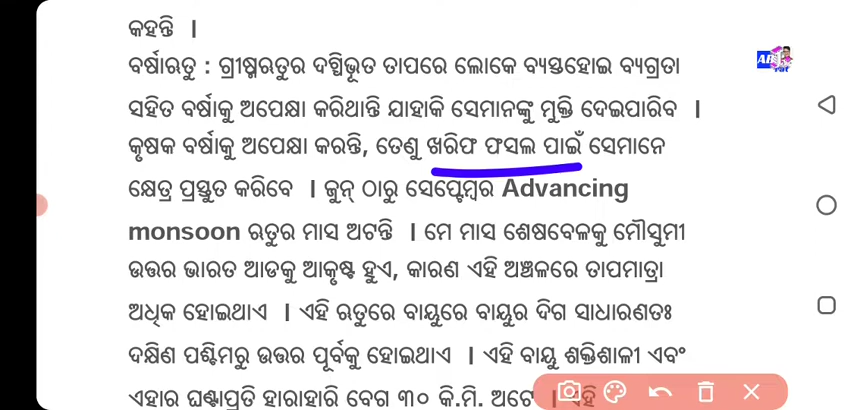 କହନ୍ତି ।
ବର୍ଷାଋତୁ : ଗ୍ରୀଷ୍ମଋତୁର ଦଗ୍ଧିଭୂତ ତାପରେ ଲୋକେ ବ୍ୟସ୍ତହୋଇ ବ୍ୟଗ୍ରତା
ସହିତ ବର୍ଷାକୁ ଅପେକ୍ଷା କରିଥାନ୍ତି ଯାହାକି ସେମାନଙ୍କୁ ମୁକ୍ତି ଦେଇପାରିବ ।
କୃଷକ ବର୍ଷାକୁ ଅପେକ୍ଷା କରନ୍ତି, ତେଣୁ ଖରିଫ ଫସଲ ପାଇଁ ସେମାନେ
କ୍ଷେତ୍ର ପ୍ରସ୍ତୁତ କରିବେ । ଜୁନ୍ ଠାରୁ ସେପ୍ଟେମ୍ବର Advancing
monsoon ଋତୁର ମାସ ଅଟନ୍ତି । ମେ ମାସ ଶେଷବେଳକୁ ମୌସୁମୀ
ଉତ୍ତର ଭାରତ ଆଡକୁ ଆକୃଷ୍ଟ ହୁଏ, କାରଣ ଏହି ଅଞ୍ଚଳରେ ତାପମାତ୍ରା
ଅଧିକ ହୋଇଥାଏ । ଏହି ଋତୁରେ ବାୟୁରେ ବାୟୁର ଦିଗ ସାଧାରଣତଃ
ଦକ୍ଷିଣ ପଶ୍ଚିମରୁ ଉତ୍ତର ପୂର୍ବକୁ ହୋଇଥାଏ । ଏହି ବାୟୁ ଶକ୍ତିଶାଳୀ ଏବଂ
ଏହାର ଘଣ୍ଟାପ୍ରତି ହାରାହାରି ବେଗ ୩୦ କି.ମି. ଅଟେ ।